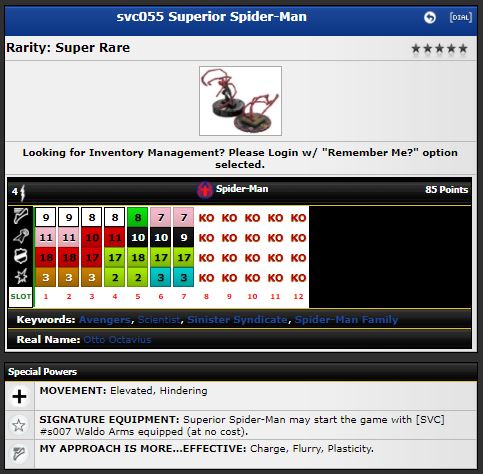 svc055 Superior Spider-Man
[DIAL]
Rarity: Super Rare
Looking for Inventory Management? Please Login w/ "Remember Me?" option
selected.
4 Spider-Man 85 Points
9 9 8 8 8 7 7 KO KO KO KO KO
11 11 10 11 10 10 9 KO KO KO KO KO
18 18 17 17 18 17 17 KO KO KO KO KO
3 3 3 2 2 3 3 KO KO KO KO KO
SLOT 1 2 3 4 5 6 7 8 9 10 11 12
Keywords: Avengers, Scientist, Sinister Syndicate, Spider-Man Family
Real Name: Otto Octavius
Special Powers
MOVEMENT: Elevated, Hindering
SIGNATURE EQUIPMENT: Superior Spider-Man may start the game with [SVC]
#s007 Waldo Arms equipped (at no cost).
MY APPROACH IS MORE...EFFECTIVE: Charge, Flurry, Plasticity.